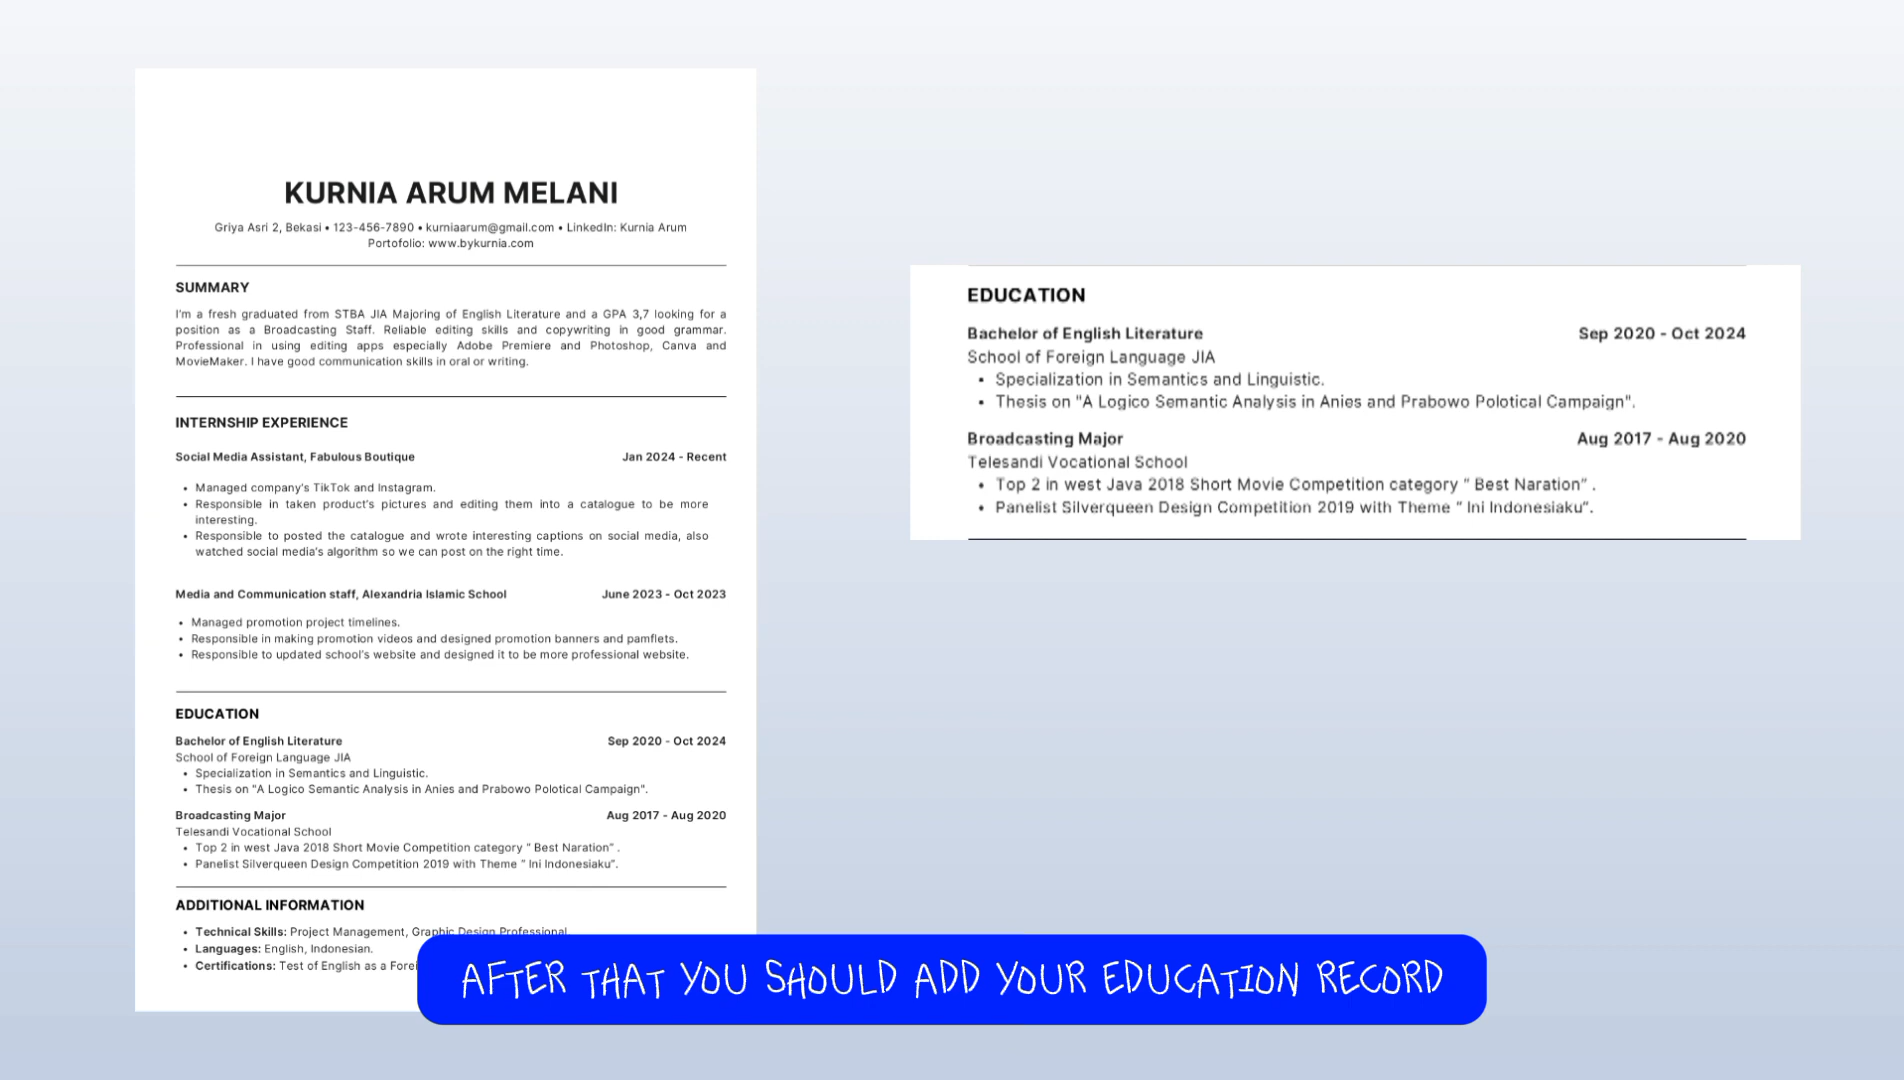 KURNIA ARUM MELANI
Griya Asri 2, Bekasi • 123-456-7890 • kurniaarum@gmail.com • LinkedIn: Kurnia Arum
Portofolio: www.bykurnia.com
SUMMARY
I'm a fresh graduated from STBA JIA Majoring of English Literature and a GPA 3,7 looking for a
position as a Broadcasting Staff. Reliable editing skills and copywriting in good grammar.
Professional in using editing apps especially Adobe Premiere and Photoshop, Canva and
MovieMaker. I have good communication skills in oral or writing.
INTERNSHIP EXPERIENCE
Social Media Assistant, Fabulous Boutique Jan 2024 - Recent
• Managed company's TikTok and Instagram.
• Responsible in taken product's pictures and editing them into a catalogue to be more
interesting.
• Responsible to posted the catalogue and wrote interesting captions on social media, also
watched social media's algorithm so we can post on the right time.
Media and Communication staff, Alexandria Islamic School June 2023 - Oct 2023
• Managed promotion project timelines.
• Responsible in making promotion videos and designed promotion banners and pamflets.
• Responsible to updated school's website and designed it to be more professional website.
EDUCATION
Bachelor of English Literature Sep 2020 - Oct 2024
School of Foreign Language JIA
• Specialization in Semantics and Linguistic.
• Thesis on "A Logico Semantic Analysis in Anies and Prabowo Polotical Campaign".
Broadcasting Major Aug 2017 - Aug 2020
Telesandi Vocational School
• Top 2 in west Java 2018 Short Movie Competition category " Best Naration" .
• Panelist Silverqueen Design Competition 2019 with Theme " Ini Indonesiaku".
ADDITIONAL INFORMATION
• Technical Skills: Project Management, Graphic Design Professional
• Languages: English, Indonesian.
• Certifications: Test of English as a
EDUCATION
Bachelor of English Literature Sep 2020 - Oct 2024
School of Foreign Language JIA
• Specialization in Semantics and Linguistic.
• Thesis on "A Logico Semantic Analysis in Anies and Prabowo Polotical Campaign".
Broadcasting Major Aug 2017 - Aug 2020
Telesandi Vocational School
• Top 2 in west Java 2018 Short Movie Competition category " Best Naration" .
• Panelist Silverqueen Design Competition 2019 with Theme " Ini Indonesiaku".
AFTER THAT YOU SHOULD ADD YOUR EDUCATION RECORD